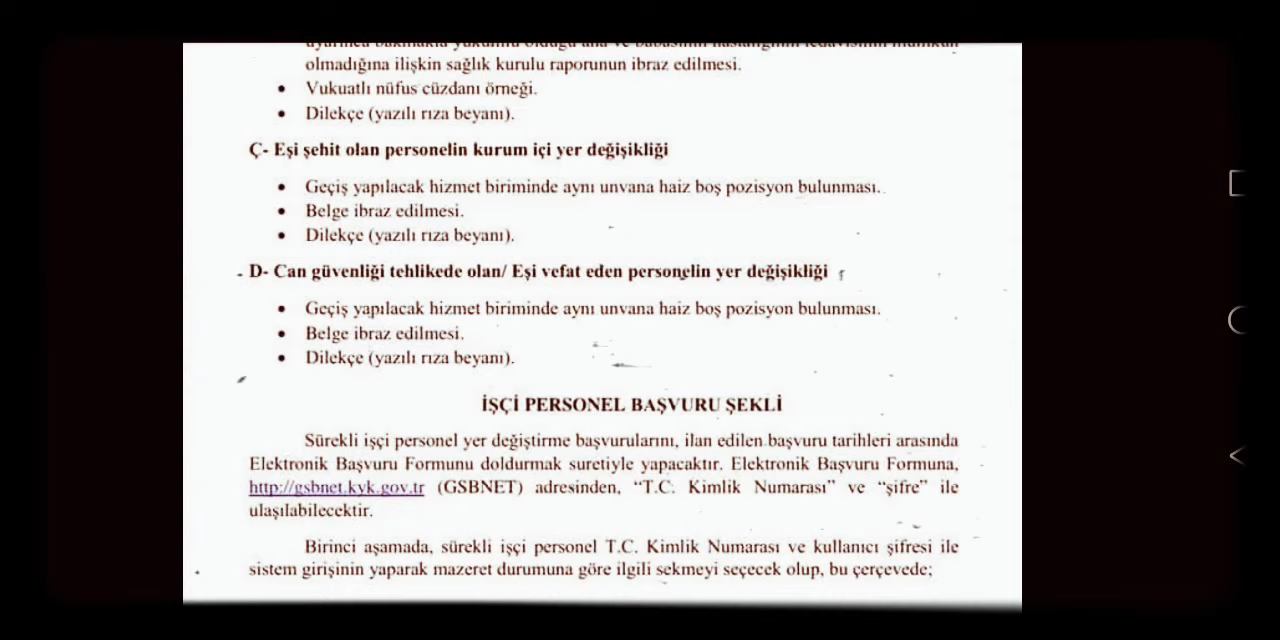 olmadığına ilişkin sağlık kurulu raporunun ibraz edilmesi.
• Vukuatlı nüfus cüzdanı örneği.
• Dilekçe (yazılı rıza beyanı).
Ç- Eşi şehit olan personelin kurum içi yer değişikliği
• Geçiş yapılacak hizmet biriminde aynı unvana haiz boş pozisyon bulunması.
• Belge ibraz edilmesi.
• Dilekçe (yazılı rıza beyanı).
D- Can güvenliği tehlikede olan/ Eşi vefat eden personelin yer değişikliği
• Geçiş yapılacak hizmet biriminde aynı unvana haiz boş pozisyon bulunması.
• Belge ibraz edilmesi.
• Dilekçe (yazılı rıza beyanı).
İŞÇİ PERSONEL BAŞVURU ŞEKLİ
Sürekli işçi personel yer değiştirme başvurularını, ilan edilen başvuru tarihleri arasında
Elektronik Başvuru Formunu doldurmak suretiyle yapacaktır. Elektronik Başvuru Formuna,
http://gsbnet.kyk.gov.tr (GSBNET) adresinden, “T.C. Kimlik Numarası” ve “şifre” ile
ulaşılabilecektir.
Birinci aşamada, sürekli işçi personel T.C. Kimlik Numarası ve kullanıcı şifresi ile
sistem girişinin yaparak mazeret durumuna göre ilgili sekmeyi seçecek olup, bu çerçevede;